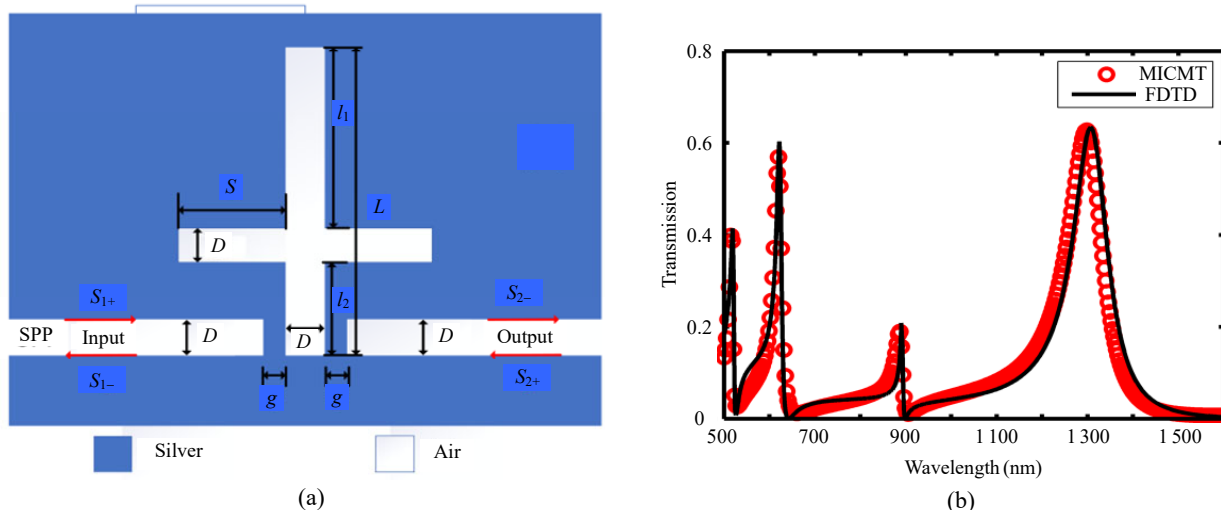 l1
S
L
D
l2
S1+
S2−
SPP
Input
D
D
D
Output
S1−
S2+
g
g
Silver
Air
(a)
0.8
MICMT
FDTD
0.6
0.4
0.2
0
Transmission
500
700
900
1 100
1 300
1 500
Wavelength (nm)
(b)